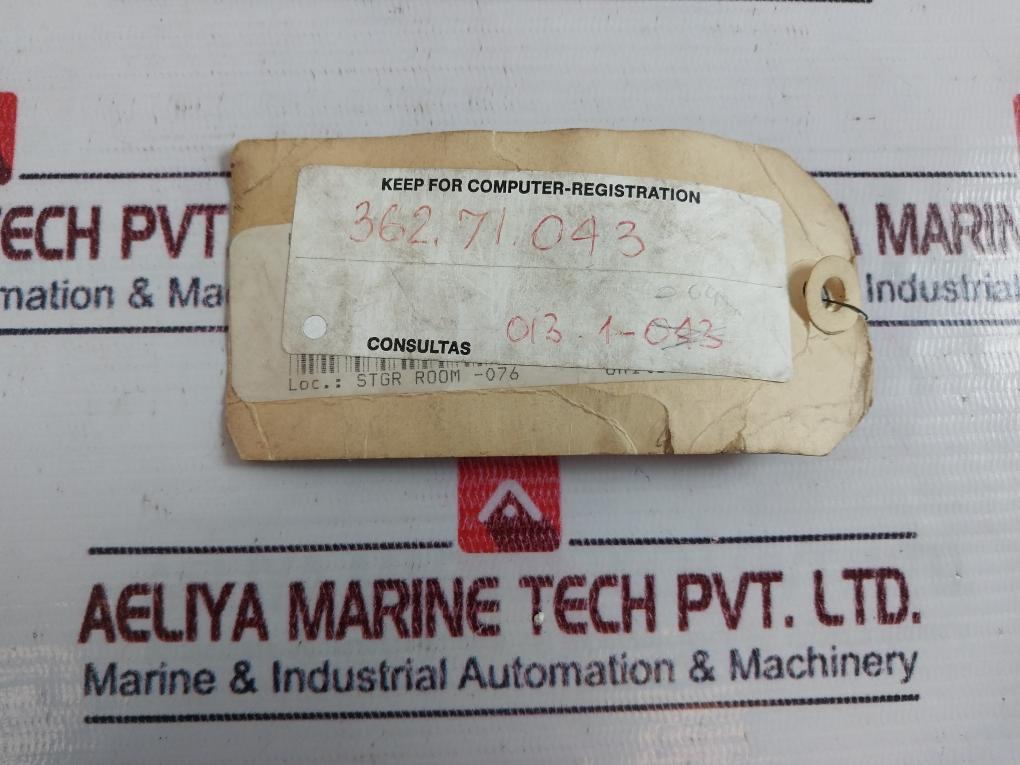 TECH PVT
MARIN
mation & Ma
Industrial
KEEP FOR COMPUTER-REGISTRATION
362.71.043
013.1-043
CONSULTAS
Loc.: STGR ROOM -076
AELIYA MARINE TECH PVT. LTD.
Marine & Industrial Automation & Machinery